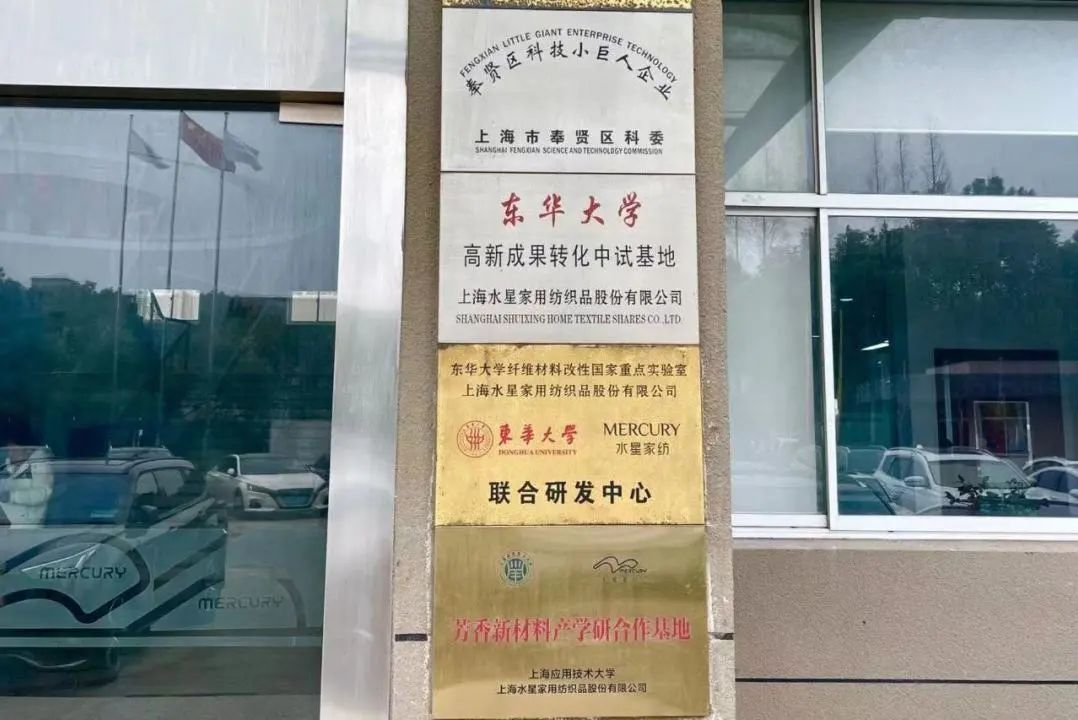 FENGXIAN LITTLE GIANT ENTERPRISE TECHNOLOGY
奉贤区科技小巨人企业
上海市奉贤区科委
SHANGHAI FENGXIAN SCIENCE AND TECHNOLOGY COMMISSION
东华大学
高新成果转化中试基地
上海水星家用纺织品股份有限公司
SHANGHAI SHUIXING HOME TEXTILE SHARES CO.,LTD
东华大学纤维材料改性国家重点实验室
上海水星家用纺织品股份有限公司
東華大学
DONGHUA UNIVERSITY
MERCURY
水星家纺
联合研发中心
MERCURY
芳香新材料产学研合作基地
上海应用技术大学
上海水星家用纺织品股份有限公司
MERCURY
MERCURY